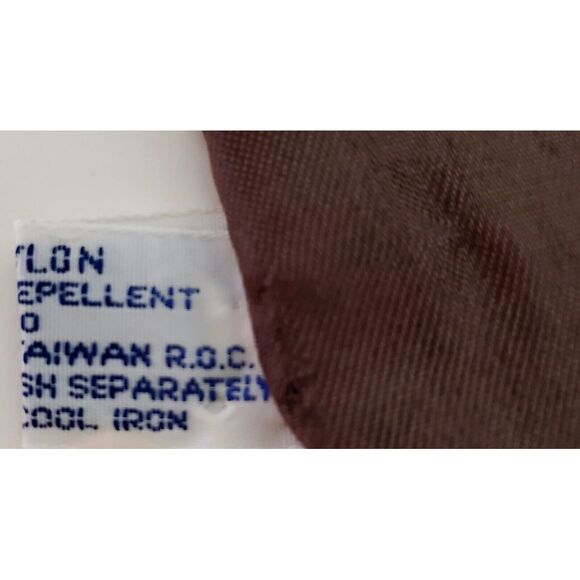 YLON
EPELLENT
O
AIWAN R.O.C.
SH SEPARATELY
COOL IRON